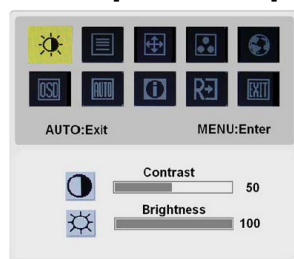 OSD AUTO R EXIT
AUTO:Exit MENU:Enter
Contrast
50
Brightness
100